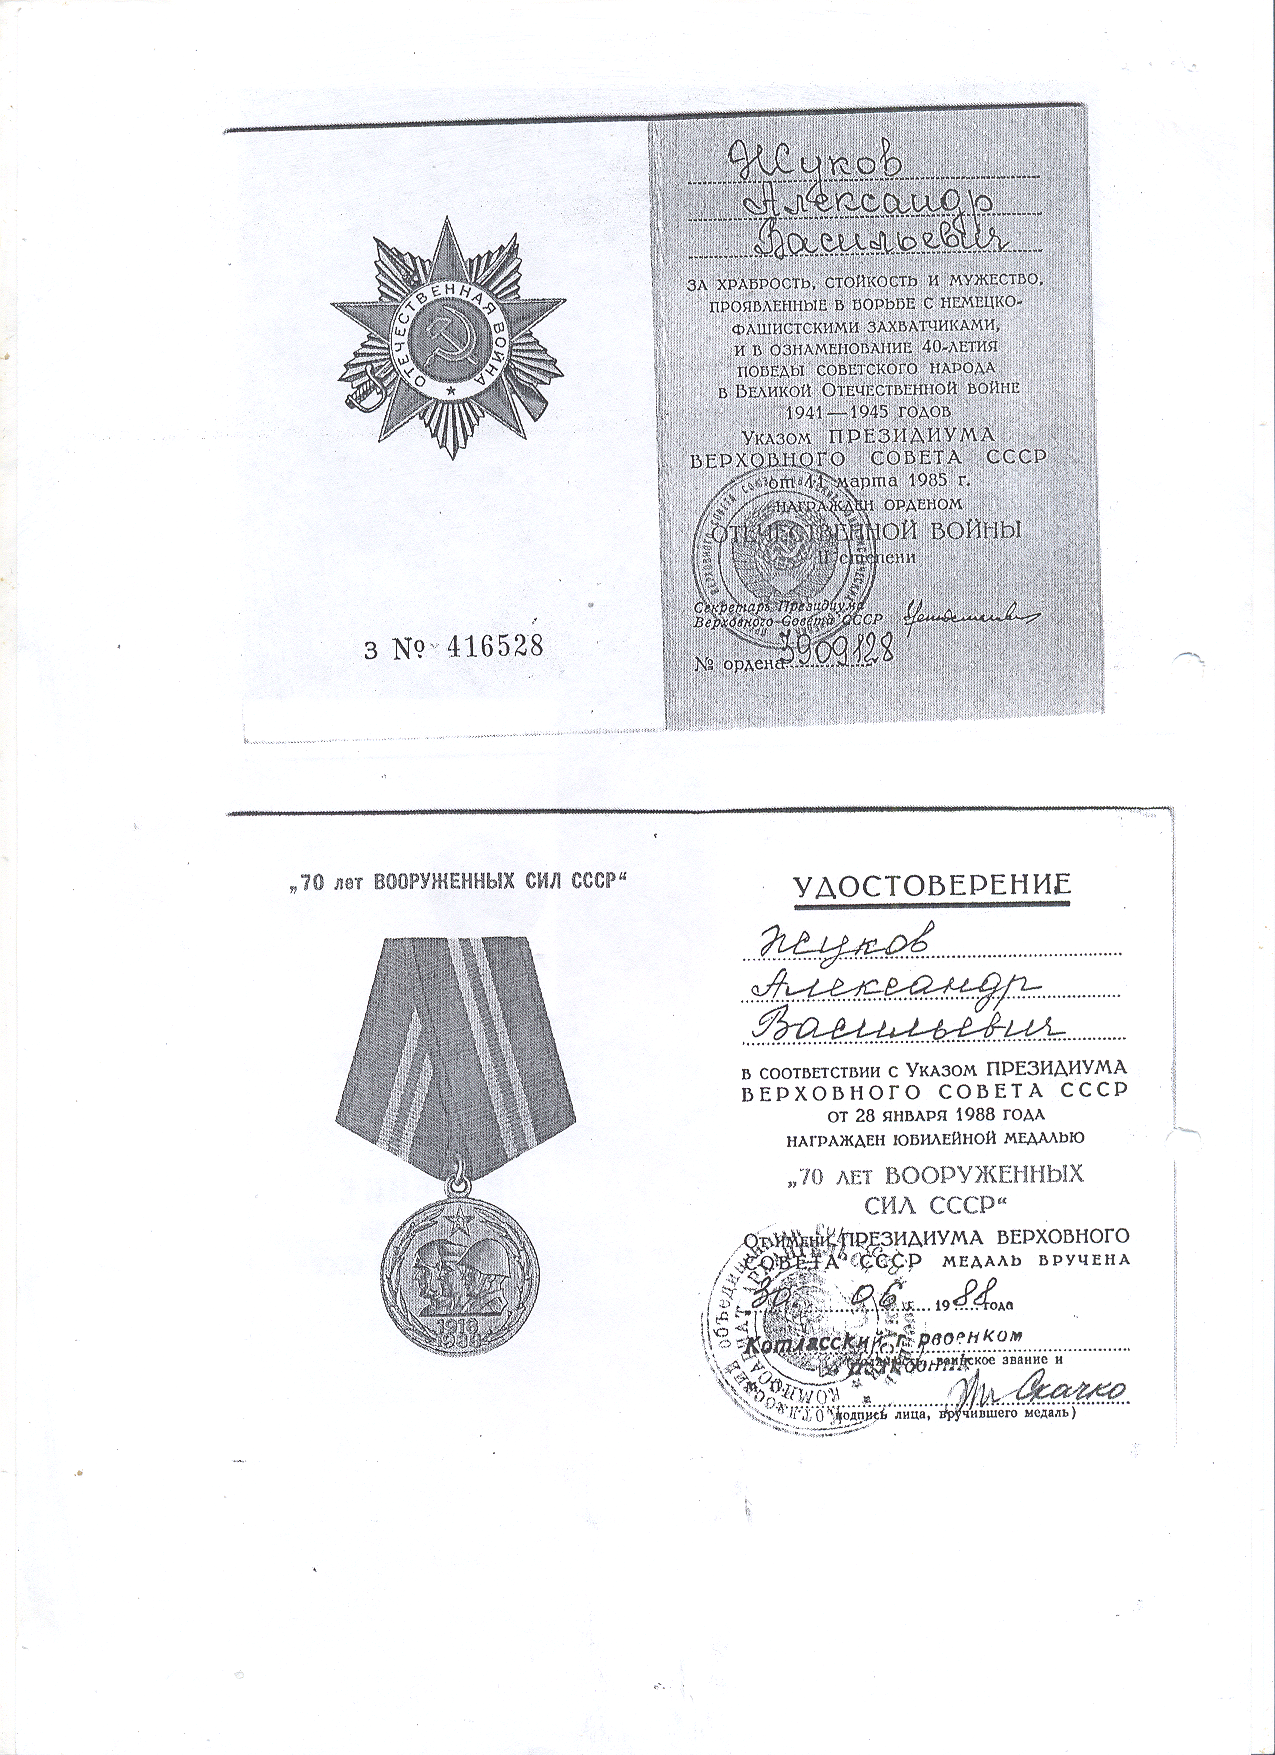 ОТЕЧЕСТВЕННАЯ ВОЙНА
З № 416528
Жуков
Александр
Васильевич
ЗА ХРАБРОСТЬ, СТОЙКОСТЬ И МУЖЕСТВО,
ПРОЯВЛЕННЫЕ В БОРЬБЕ С НЕМЕЦКО-
ФАШИСТСКИМИ ЗАХВАТЧИКАМИ,
И В ОЗНАМЕНОВАНИЕ 40-ЛЕТИЯ
ПОБЕДЫ СОВЕТСКОГО НАРОДА
В ВЕЛИКОЙ ОТЕЧЕСТВЕННОЙ ВОЙНЕ
1941—1945 ГОДОВ
УКАЗОМ ПРЕЗИДИУМА
ВЕРХОВНОГО СОВЕТА СССР
от 11 марта 1985 г.
НАГРАЖДЕН ОРДЕНОМ
ОТЕЧЕСТВЕННОЙ ВОЙНЫ
II степени
Секретарь Президиума
Верховного Совета СССР
№ ордена 3909128
„70 лет ВООРУЖЕННЫХ СИЛ СССР“
1918
1988
УДОСТОВЕРЕНИЕ
Жуков
Александр
Васильевич
В СООТВЕТСТВИИ С УКАЗОМ ПРЕЗИДИУМА
ВЕРХОВНОГО СОВЕТА СССР
ОТ 28 ЯНВАРЯ 1988 ГОДА
НАГРАЖДЕН ЮБИЛЕЙНОЙ МЕДАЛЬЮ
„70 ЛЕТ ВООРУЖЕННЫХ
СИЛ СССР“
ОТ ИМЕНИ ПРЕЗИДИУМА ВЕРХОВНОГО
СОВЕТА СССР МЕДАЛЬ ВРУЧЕНА
30 06 1988 года
Котласский горвоенком
полковник воинское звание и
Скачко
подпись лица, вручившего медаль)